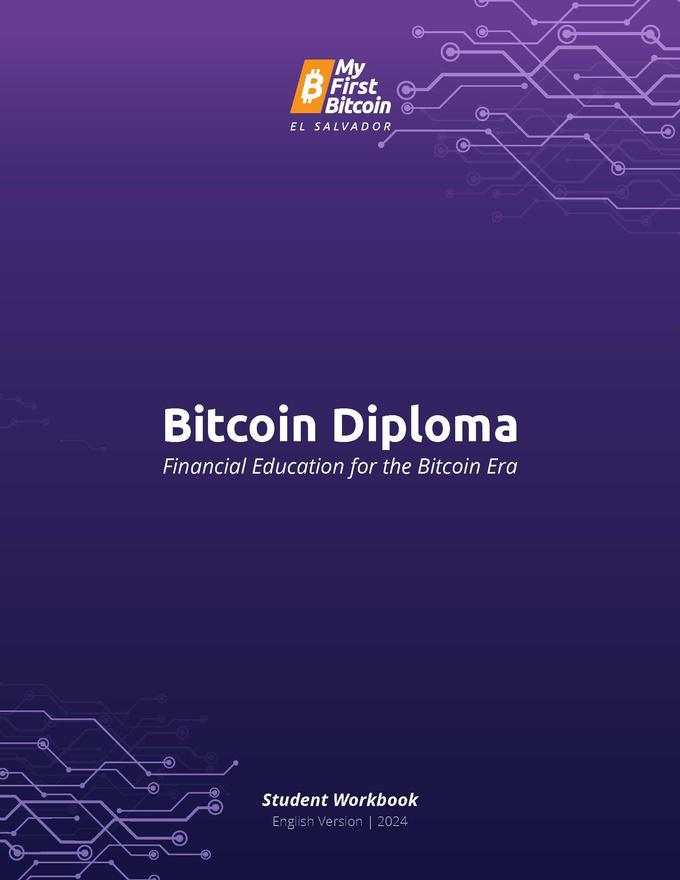 My
First
Bitcoin
EL SALVADOR
Bitcoin Diploma
Financial Education for the Bitcoin Era
Student Workbook
English Version | 2024